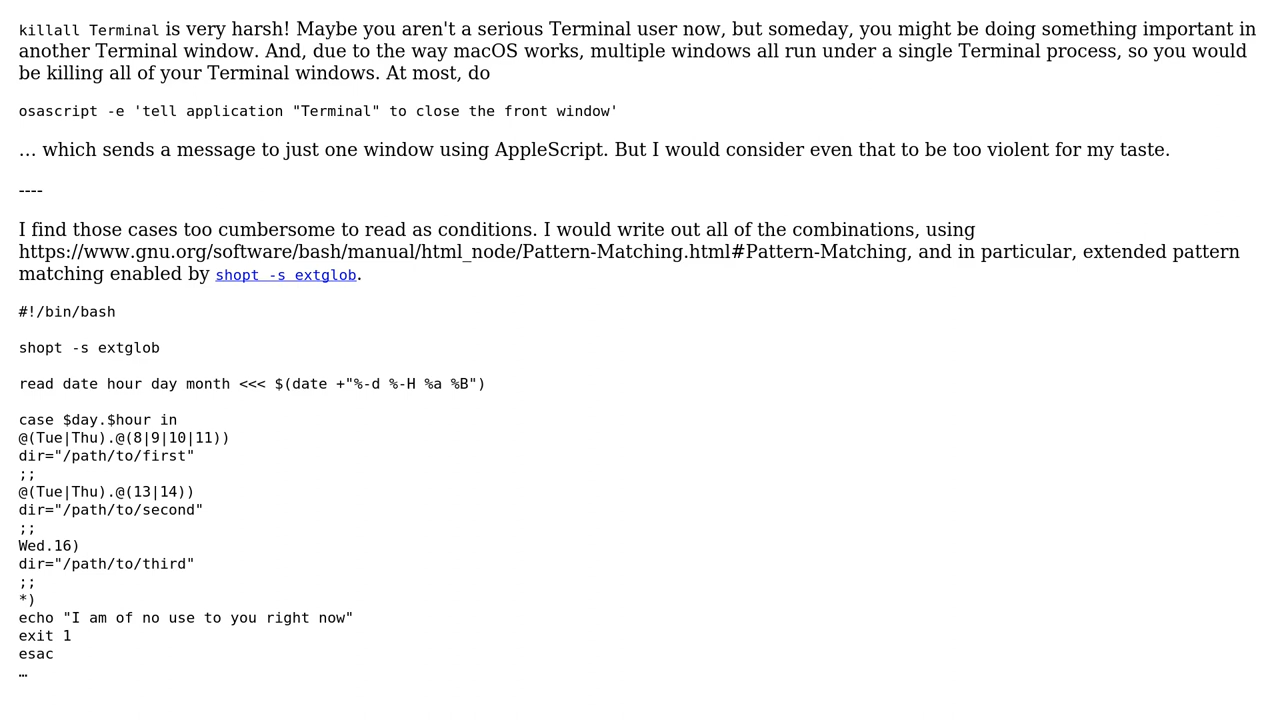 killall Terminal is very harsh! Maybe you aren't a serious Terminal user now, but someday, you might be doing something important in
another Terminal window. And, due to the way macOS works, multiple windows all run under a single Terminal process, so you would
be killing all of your Terminal windows. At most, do
osascript -e 'tell application "Terminal" to close the front window'
… which sends a message to just one window using AppleScript. But I would consider even that to be too violent for my taste.
----
I find those cases too cumbersome to read as conditions. I would write out all of the combinations, using
https://www.gnu.org/software/bash/manual/html_node/Pattern-Matching.html#Pattern-Matching, and in particular, extended pattern
matching enabled by shopt -s extglob.
#!/bin/bash
shopt -s extglob
read date hour day month <<< $(date +"%-d %-H %a %B")
case $day.$hour in
@(Tue|Thu).@(8|9|10|11))
dir="/path/to/first"
;;
@(Tue|Thu).@(13|14))
dir="/path/to/second"
;;
Wed.16)
dir="/path/to/third"
;;
*)
echo "I am of no use to you right now"
exit 1
esac
…